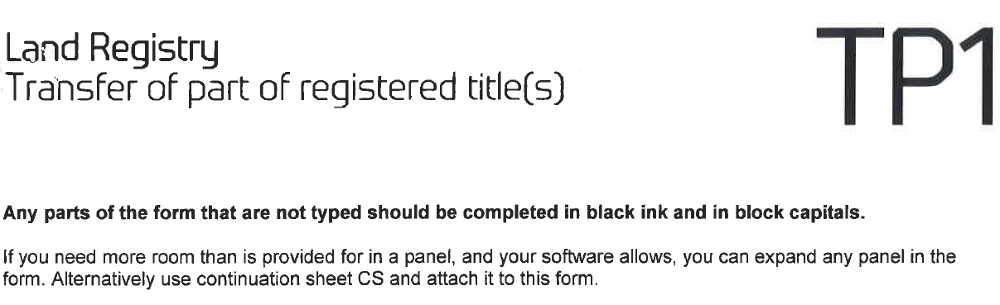 Land Registry
Transfer of part of registered title(s)
TP1
Any parts of the form that are not typed should be completed in black ink and in block capitals.
If you need more room than is provided for in a panel, and your software allows, you can expand any panel in the
form. Alternatively use continuation sheet CS and attach it to this form.